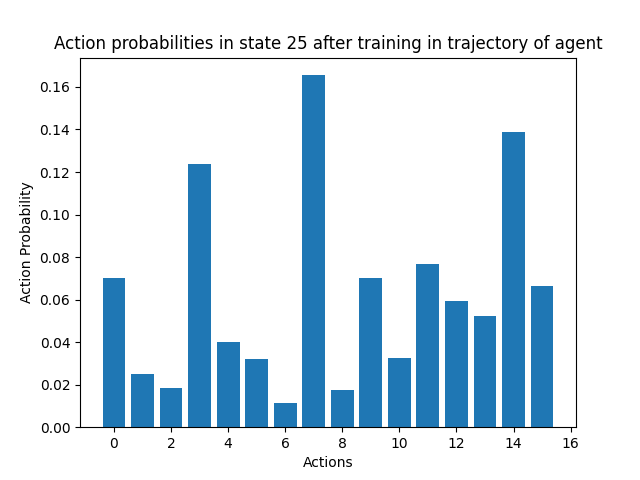 Action probabilities in state 25 after training in trajectory of agent
Action Probability
0.16
0.14
0.12
0.10
0.08
0.06
0.04
0.02
0.00
0 2 4 6 8 10 12 14 16
Actions